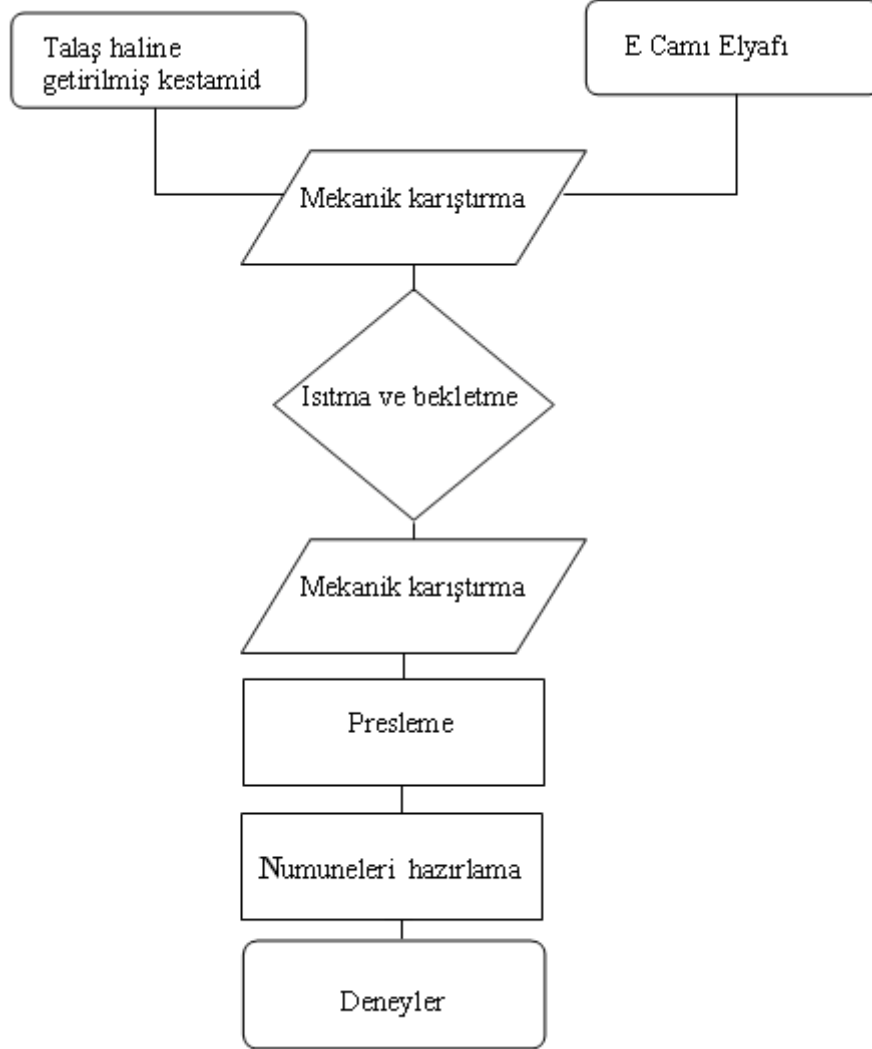 Talaş haline
getirilmiş kestamid
E Camı Elyafı
Mekanik karıştırma
Isıtma ve bekletme
Mekanik karıştırma
Presleme
Numuneleri hazırlama
Deneyler